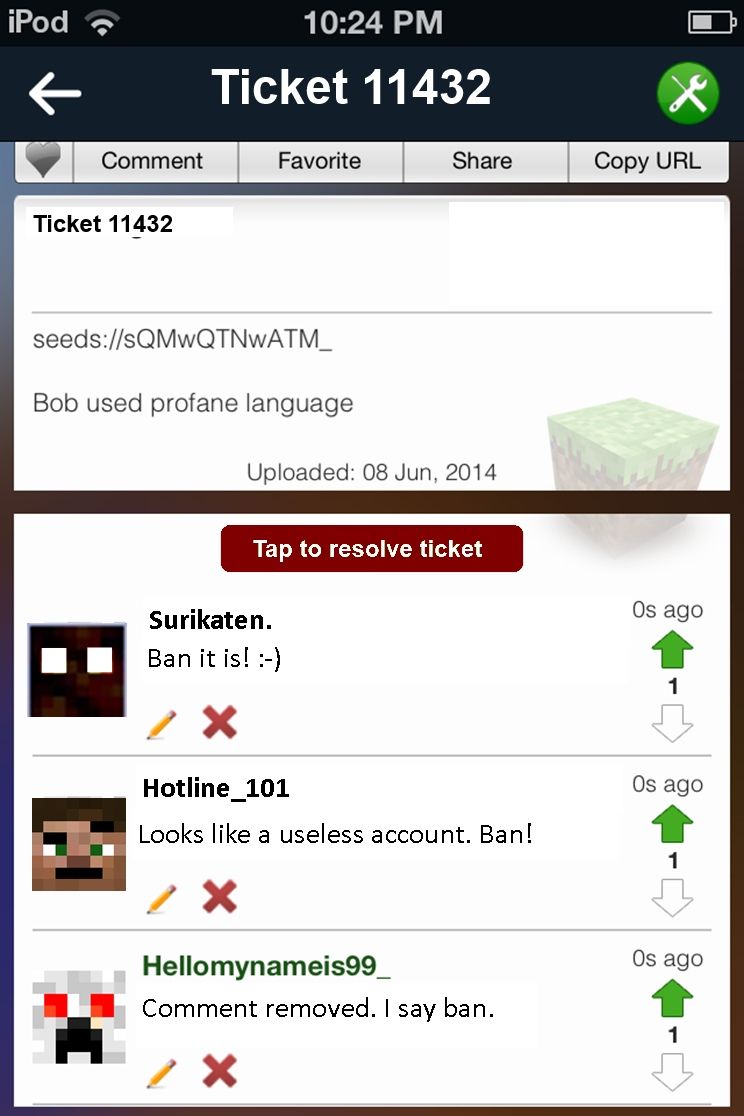 iPod 10:24 PM
Ticket 11432
Comment Favorite Share Copy URL
Ticket 11432
seeds://sQMwQTNwATM_
Bob used profane language
Uploaded: 08 Jun, 2014
Tap to resolve ticket
Surikaten. 0s ago
Ban it is! :-)
1
Hotline_101 0s ago
Looks like a useless account. Ban!
1
Hellomynameis99_ 0s ago
Comment removed. I say ban.
1